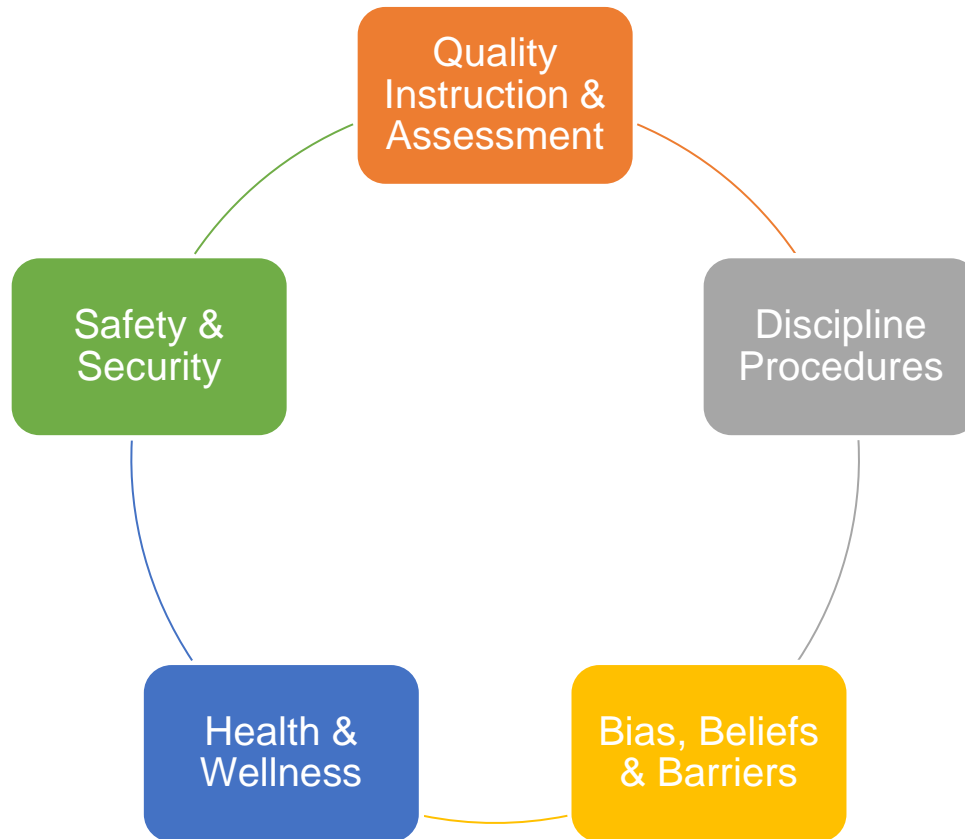 Quality
Instruction &
Assessment
Safety &
Security
Discipline
Procedures
Health &
Wellness
Bias, Beliefs
& Barriers